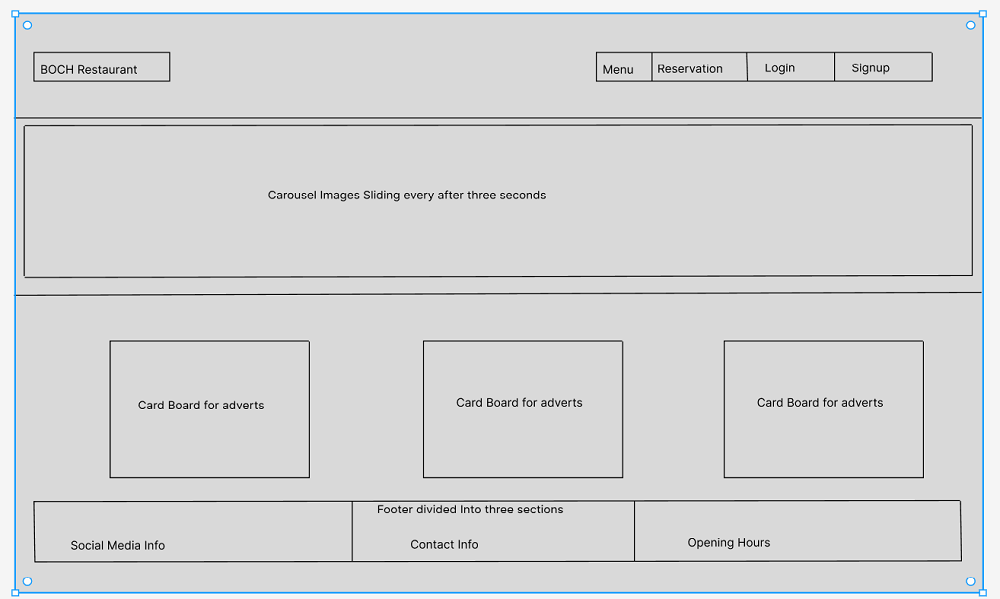 BOCH Restaurant
Menu
Reservation
Login
Signup
Carousel Images Sliding every after three seconds
Card Board for adverts
Card Board for adverts
Card Board for adverts
Footer divided Into three sections
Social Media Info
Contact Info
Opening Hours